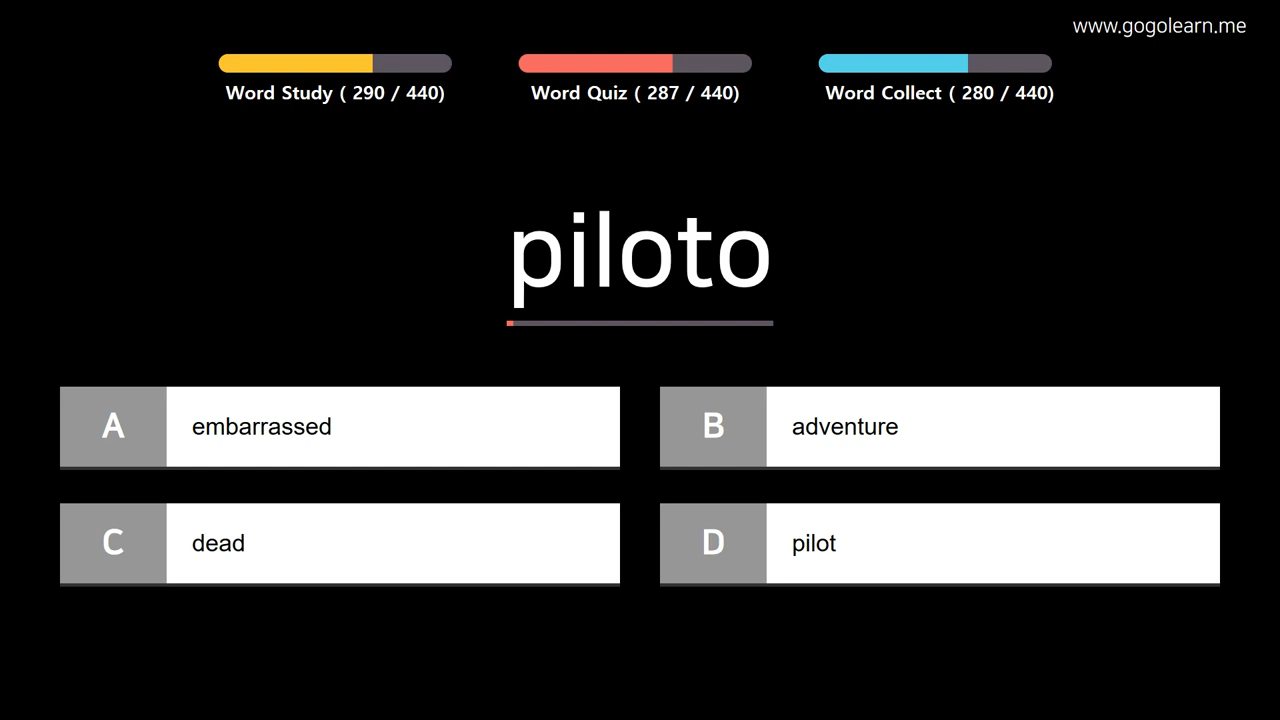 www.gogolearn.me
Word Study ( 290 / 440)
Word Quiz ( 287 / 440)
Word Collect ( 280 / 440)
piloto
A embarrassed
B adventure
C dead
D pilot